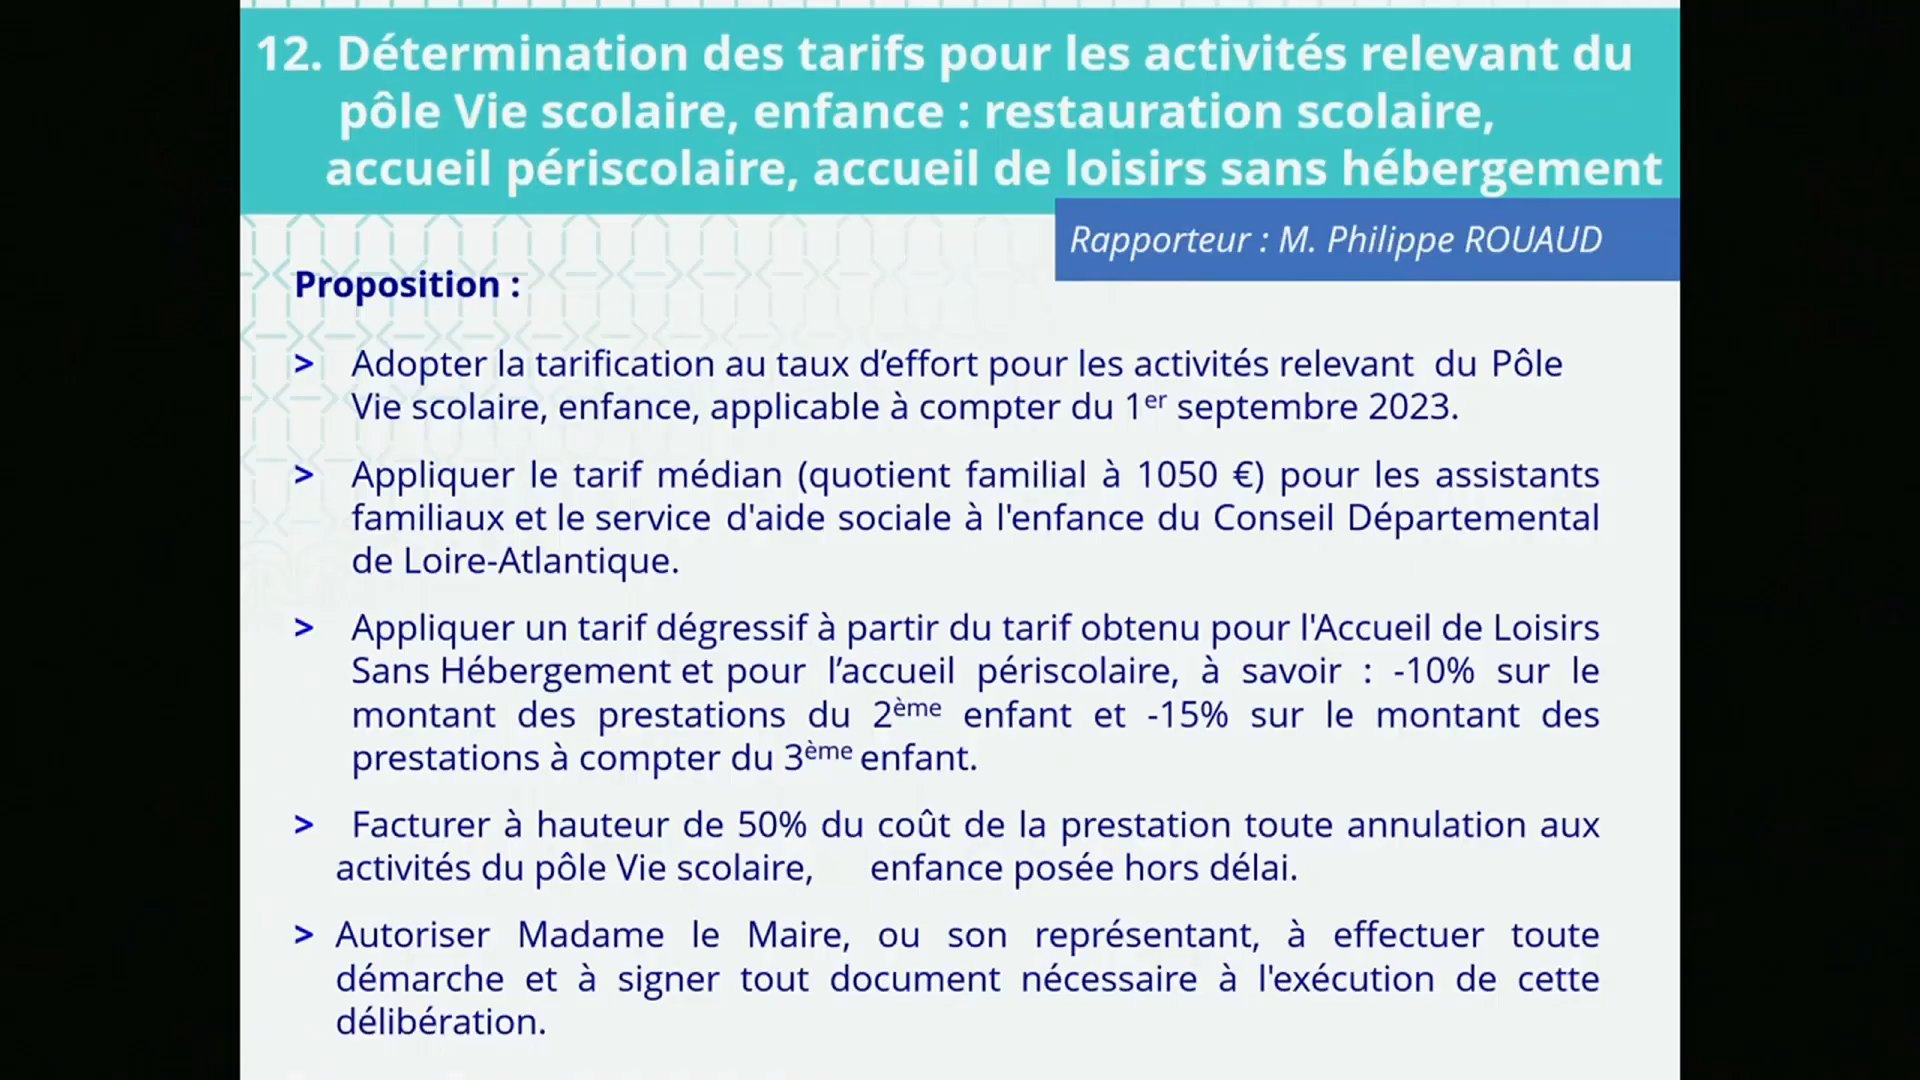 12. Détermination des tarifs pour les activités relevant du
pôle Vie scolaire, enfance : restauration scolaire,
accueil périscolaire, accueil de loisirs sans hébergement
Rapporteur : M. Philippe ROUAUD
Proposition :
> Adopter la tarification au taux d’effort pour les activités relevant du Pôle
Vie scolaire, enfance, applicable à compter du 1er septembre 2023.
> Appliquer le tarif médian (quotient familial à 1050 €) pour les assistants
familiaux et le service d'aide sociale à l'enfance du Conseil Départemental
de Loire-Atlantique.
> Appliquer un tarif dégressif à partir du tarif obtenu pour l'Accueil de Loisirs
Sans Hébergement et pour l’accueil périscolaire, à savoir : -10% sur le
montant des prestations du 2ème enfant et -15% sur le montant des
prestations à compter du 3ème enfant.
> Facturer à hauteur de 50% du coût de la prestation toute annulation aux
activités du pôle Vie scolaire, enfance posée hors délai.
> Autoriser Madame le Maire, ou son représentant, à effectuer toute
démarche et à signer tout document nécessaire à l'exécution de cette
délibération.